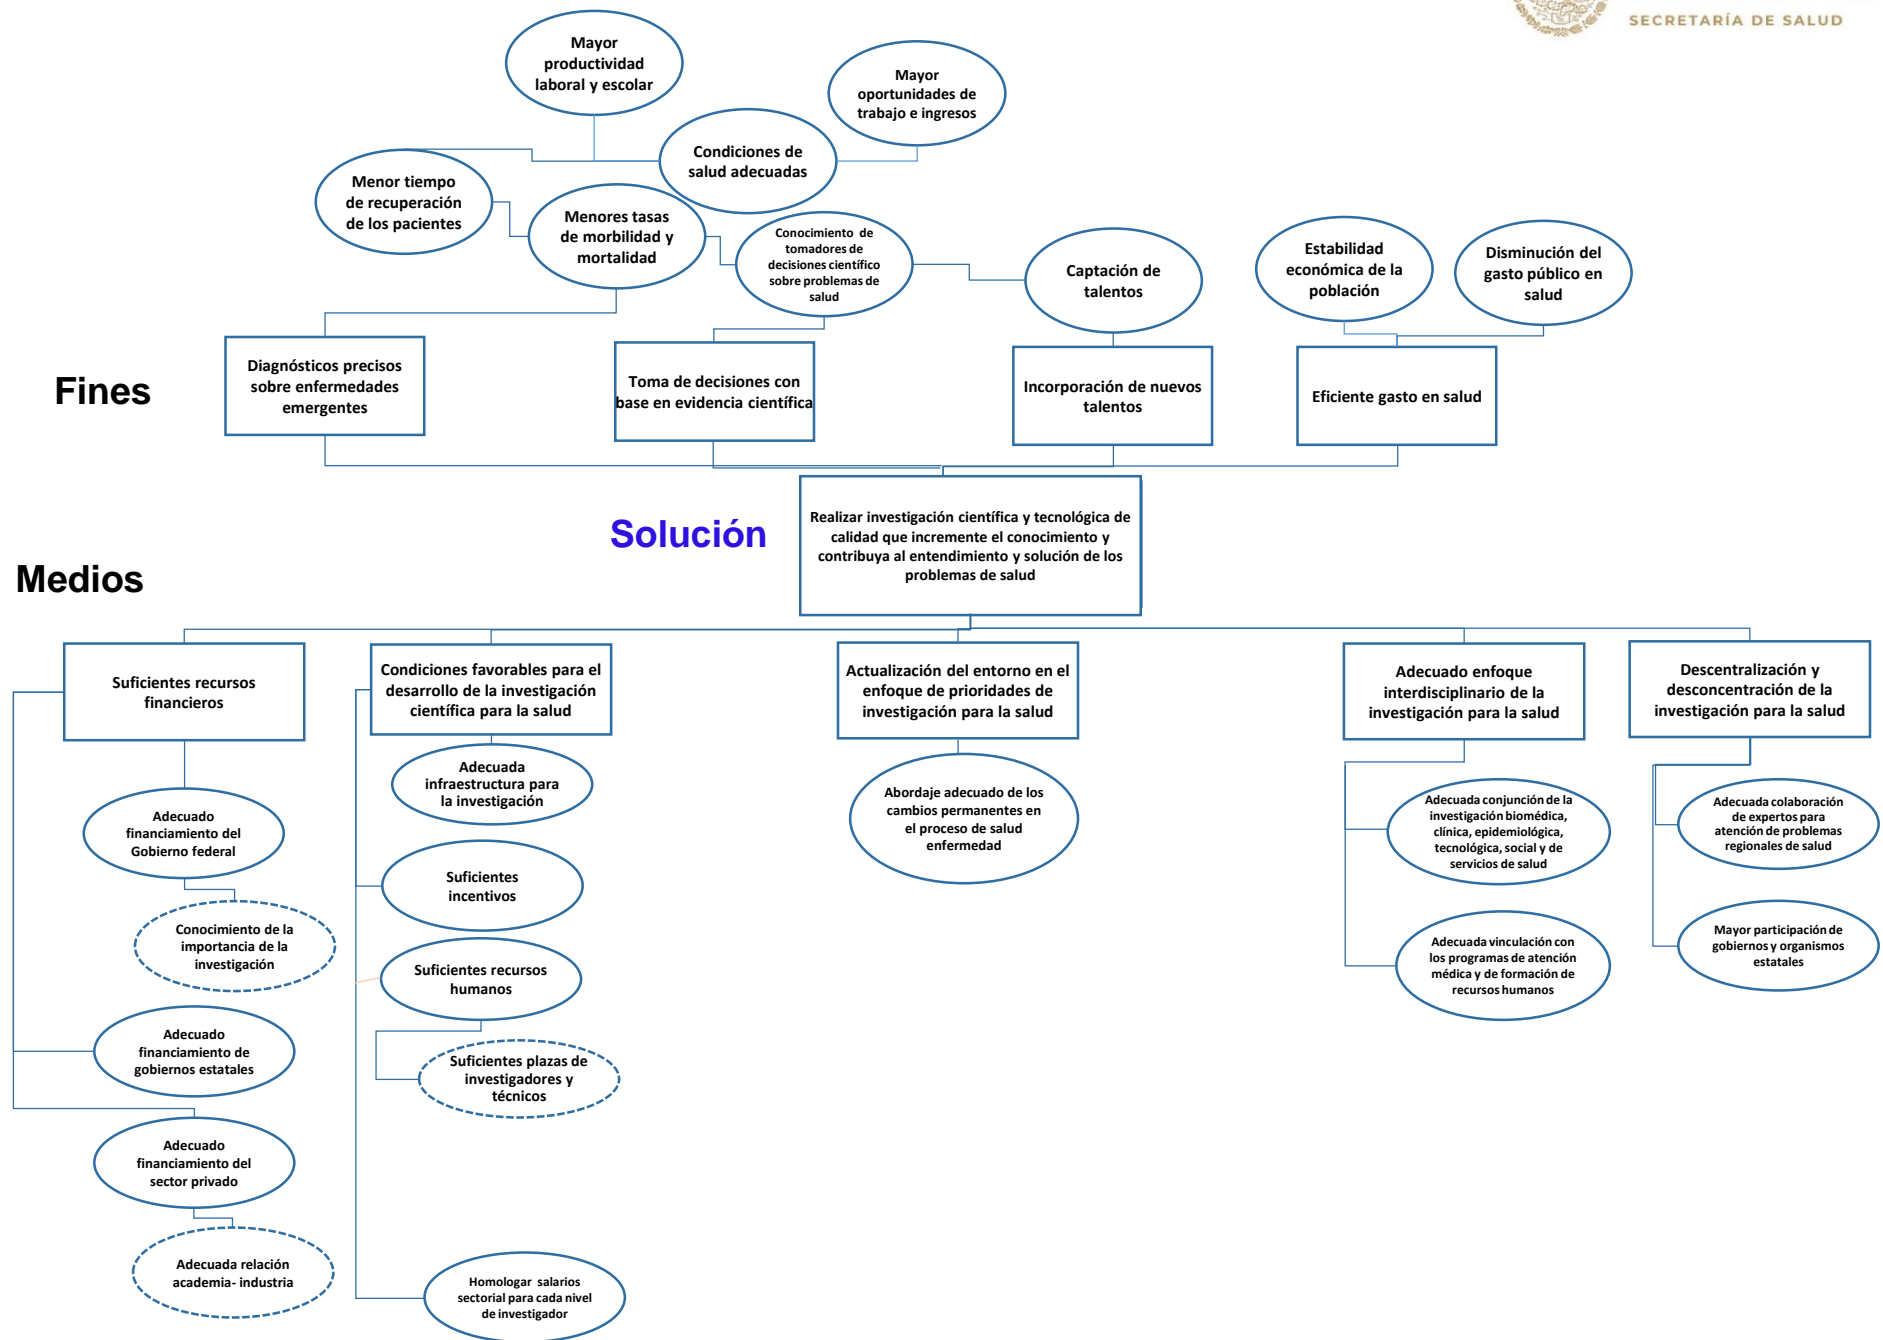 SECRETARÍA DE SALUD
Mayor
productividad
laboral y escolar
Mayor
oportunidades de
trabajo e ingresos
Condiciones de
salud adecuadas
Menor tiempo
de recuperación
de los pacientes
Menores tasas
de morbilidad y
mortalidad
Conocimiento de
tomadores de
decisiones científico
sobre problemas de
salud
Captación de
talentos
Estabilidad
económica de la
población
Disminución del
gasto público en
salud
Fines
Diagnósticos precisos
sobre enfermedades
emergentes
Toma de decisiones con
base en evidencia científica
Incorporación de nuevos
talentos
Eficiente gasto en salud
Solución
Realizar investigación científica y tecnológica de
calidad que incremente el conocimiento y
contribuya al entendimiento y solución de los
problemas de salud
Medios
Suficientes recursos
financieros
Condiciones favorables para el
desarrollo de la investigación
científica para la salud
Actualización del entorno en el
enfoque de prioridades de
investigación para la salud
Adecuado enfoque
interdisciplinario de la
investigación para la salud
Descentralización y
desconcentración de la
investigación para la salud
Adecuado
financiamiento del
Gobierno federal
Conocimiento de la
importancia de la
investigación
Adecuado
financiamiento de
gobiernos estatales
Adecuado
financiamiento del
sector privado
Adecuada relación
academia- industria
Adecuada
infraestructura para
la investigación
Suficientes
incentivos
Suficientes recursos
humanos
Suficientes plazas de
investigadores y
técnicos
Homologar salarios
sectorial para cada nivel
de investigador
Abordaje adecuado de los
cambios permanentes en
el proceso de salud
enfermedad
Adecuada conjunción de la
investigación biomédica,
clínica, epidemiológica,
tecnológica, social y de
servicios de salud
Adecuada vinculación con
los programas de atención
médica y de formación de
recursos humanos
Adecuada colaboración
de expertos para
atención de problemas
regionales de salud
Mayor participación de
gobiernos y organismos
estatales